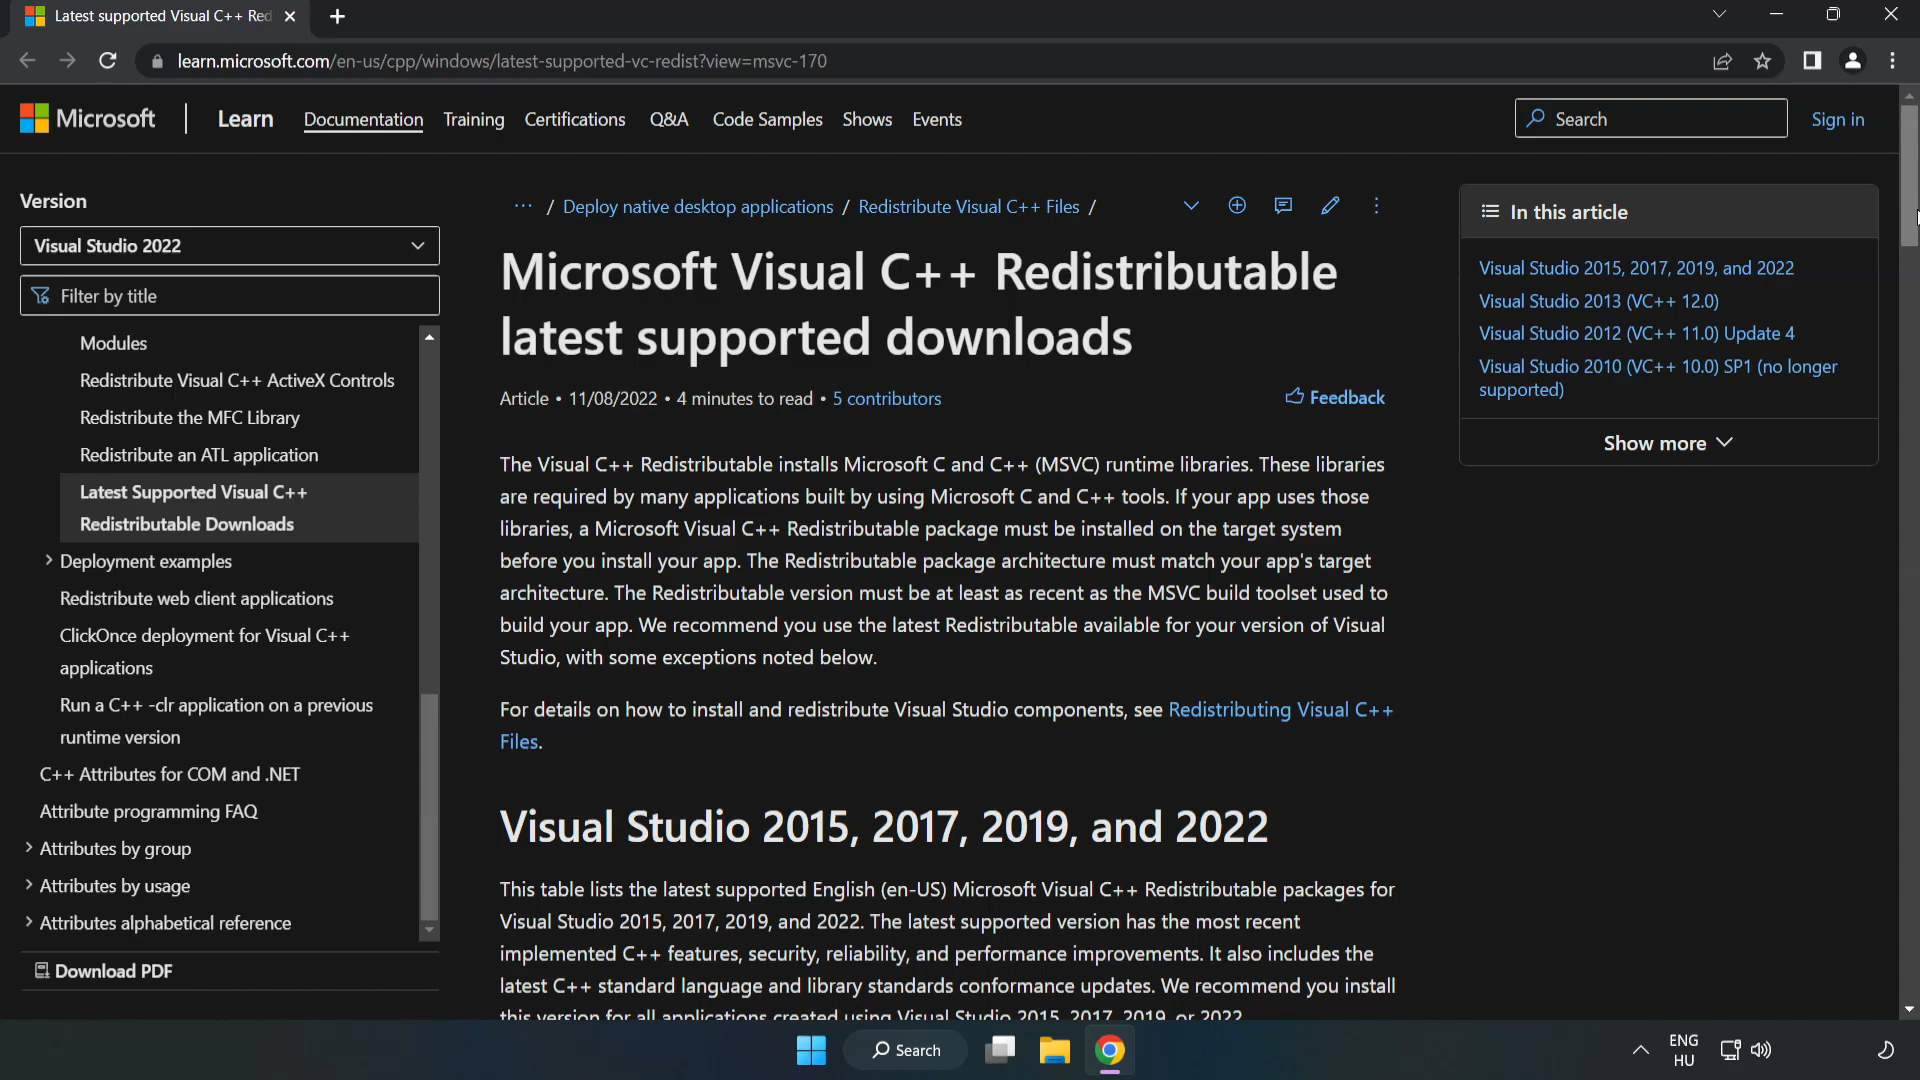 Latest supported Visual C++ Red
learn.microsoft.com/en-us/cpp/windows/latest-supported-vc-redist?view=msvc-170
Microsoft
Learn
Documentation
Training
Certifications
Q&A
Code Samples
Shows
Events
Search
Sign in
Version
Visual Studio 2022
Filter by title
Modules
Redistribute Visual C++ ActiveX Controls
Redistribute the MFC Library
Redistribute an ATL application
Latest Supported Visual C++
Redistributable Downloads
Deployment examples
Redistribute web client applications
ClickOnce deployment for Visual C++
applications
Run a C++ -clr application on a previous
runtime version
C++ Attributes for COM and .NET
Attribute programming FAQ
Attributes by group
Attributes by usage
Attributes alphabetical reference
Download PDF
··· / Deploy native desktop applications / Redistribute Visual C++ Files /
Microsoft Visual C++ Redistributable
latest supported downloads
Article • 11/08/2022 • 4 minutes to read • 5 contributors
Feedback
The Visual C++ Redistributable installs Microsoft C and C++ (MSVC) runtime libraries. These libraries
are required by many applications built by using Microsoft C and C++ tools. If your app uses those
libraries, a Microsoft Visual C++ Redistributable package must be installed on the target system
before you install your app. The Redistributable package architecture must match your app's target
architecture. The Redistributable version must be at least as recent as the MSVC build toolset used to
build your app. We recommend you use the latest Redistributable available for your version of Visual
Studio, with some exceptions noted below.
For details on how to install and redistribute Visual Studio components, see Redistributing Visual C++
Files.
Visual Studio 2015, 2017, 2019, and 2022
This table lists the latest supported English (en-US) Microsoft Visual C++ Redistributable packages for
Visual Studio 2015, 2017, 2019, and 2022. The latest supported version has the most recent
implemented C++ features, security, reliability, and performance improvements. It also includes the
latest C++ standard language and library standards conformance updates. We recommend you install
this version for all applications created using Visual Studio 2015, 2017, 2019, or 2022.
In this article
Visual Studio 2015, 2017, 2019, and 2022
Visual Studio 2013 (VC++ 12.0)
Visual Studio 2012 (VC++ 11.0) Update 4
Visual Studio 2010 (VC++ 10.0) SP1 (no longer
supported)
Show more
Search
ENG
HU